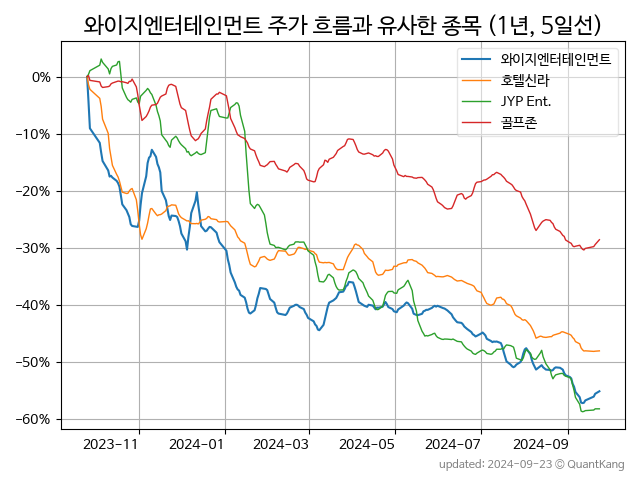 와이지엔터테인먼트 주가 흐름과 유사한 종목 (1년, 5일선)
와이지엔터테인먼트
호텔신라
JYP Ent.
골프존
0%
−10%
−20%
−30%
−40%
−50%
−60%
2023−11 2024−01 2024−03 2024−05 2024−07 2024−09
updated: 2024−09−23 © QuantKang